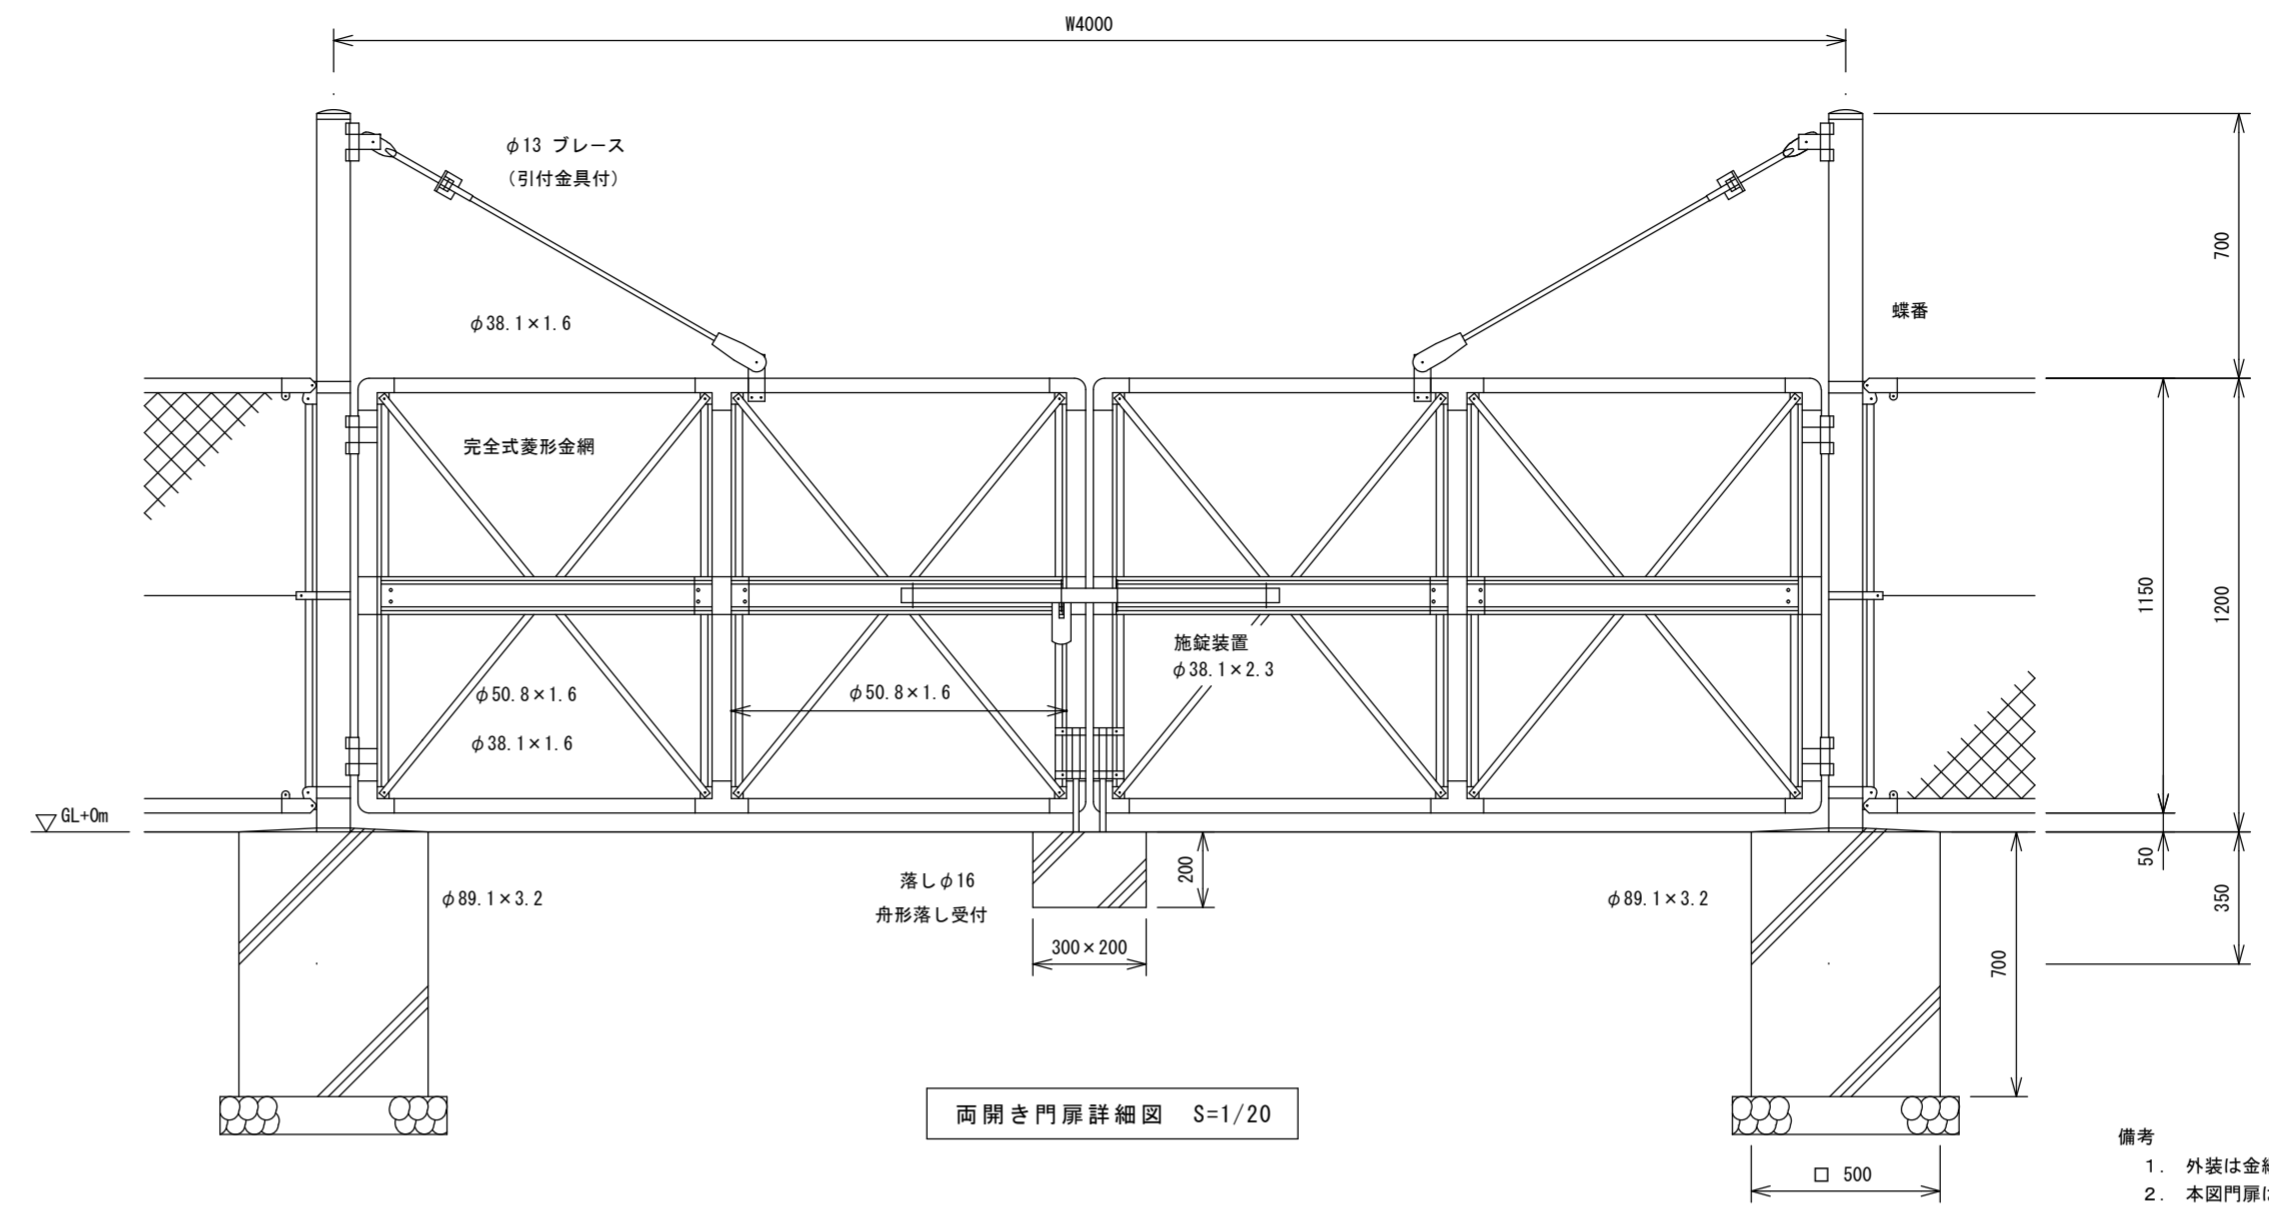 W4000
φ13 ブレース
(引付金具付)
700
蝶番
φ38.1×1.6
完全式菱形金網
1150
1200
施錠装置
φ38.1×2.3
φ50.8×1.6
φ50.8×1.6
φ38.1×1.6
GL+0m
50
200
落しφ16
舟形落し受付
φ89.1×3.2
φ89.1×3.2
350
300×200
700
両開き門扉詳細図 S=1/20
□ 500
備考
1. 外装は金
2. 本図門扉